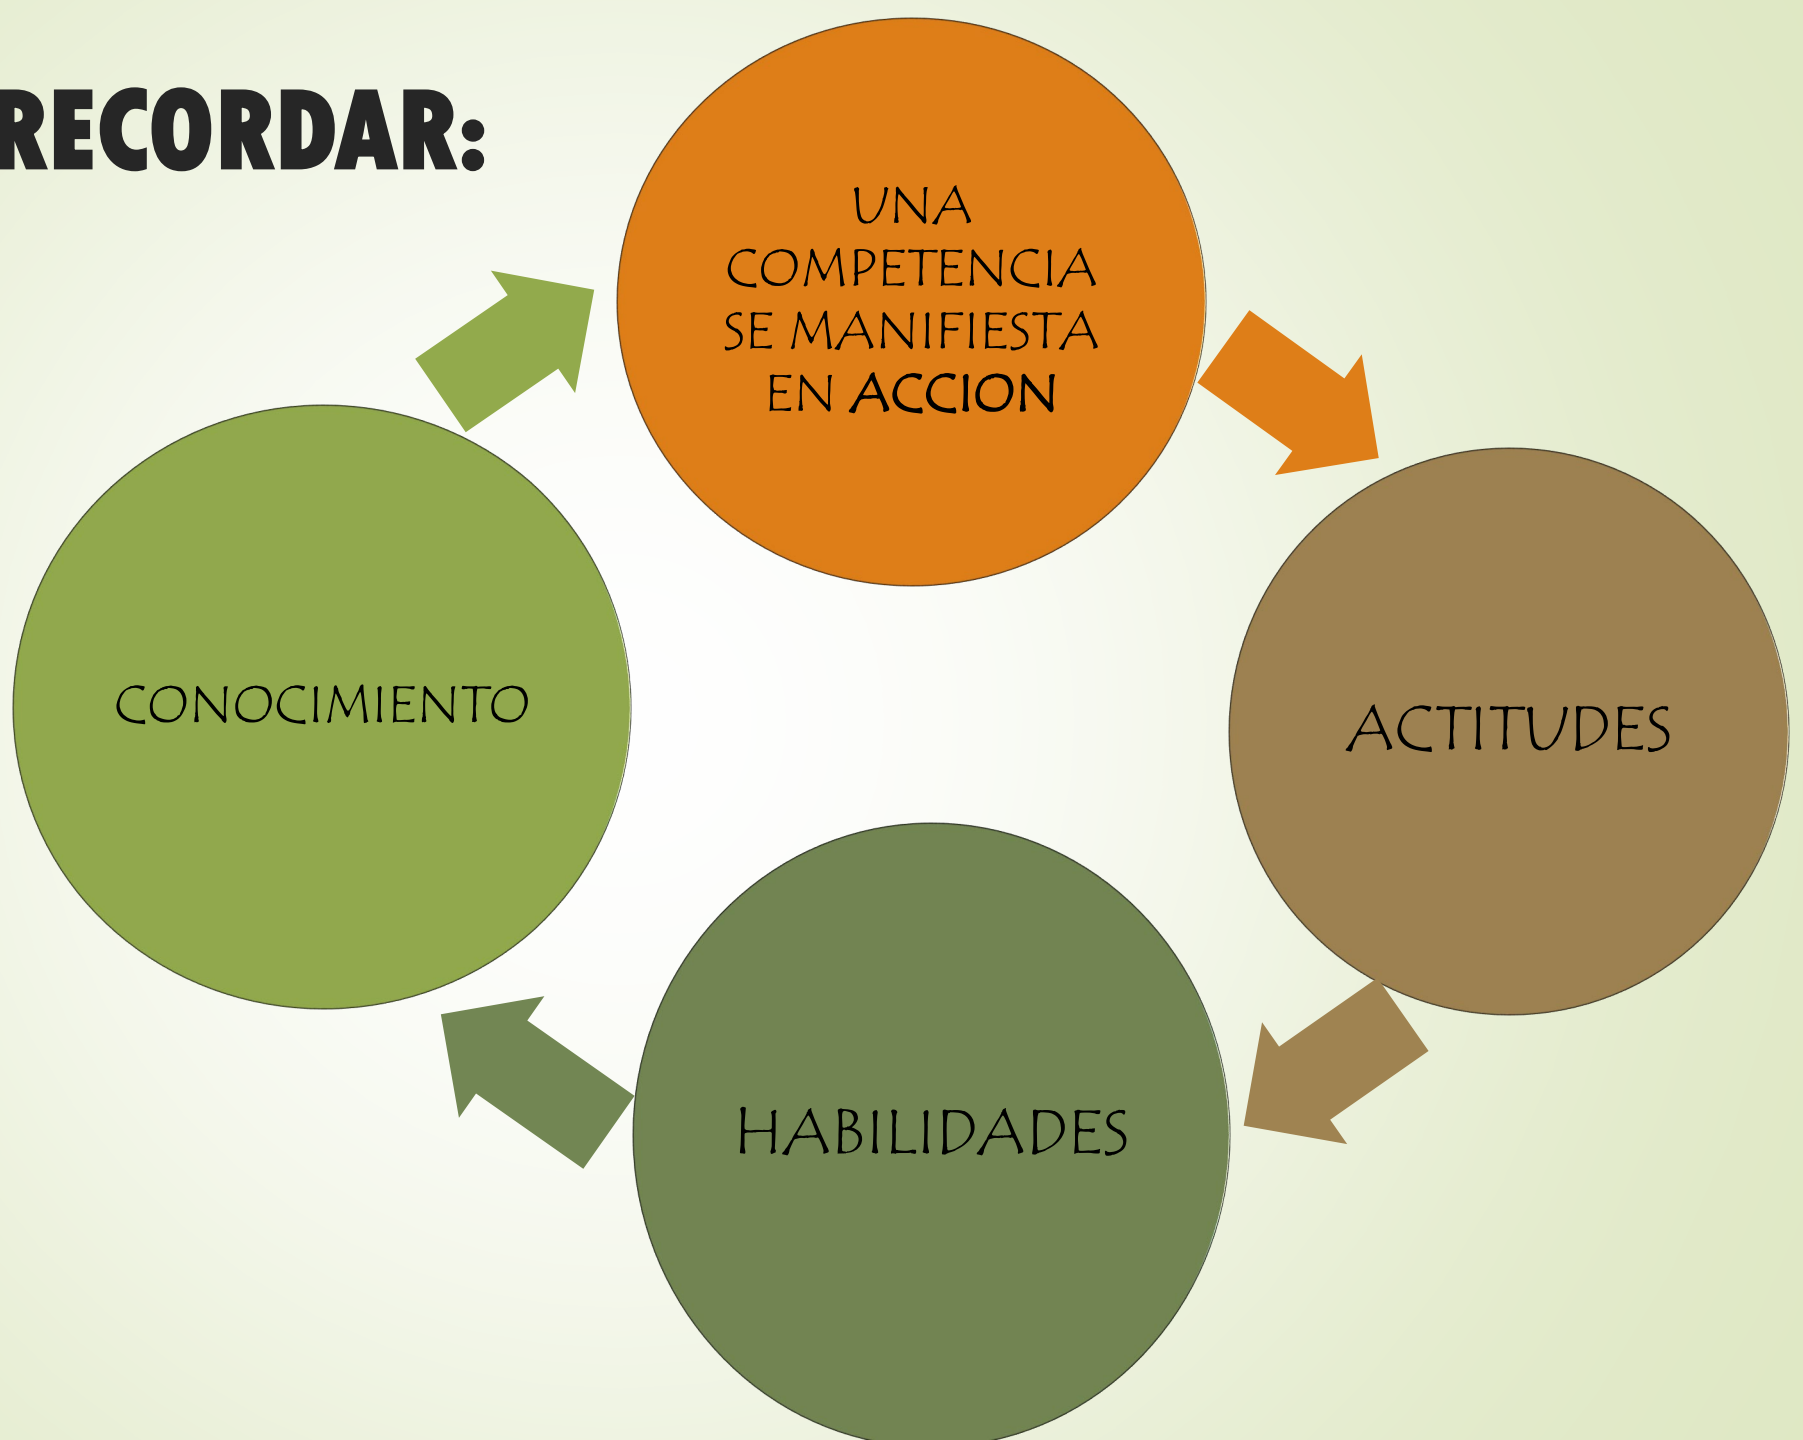 RECORDAR:
UNA
COMPETENCIA
SE MANIFIESTA
EN ACCION
ACTITUDES
HABILIDADES
CONOCIMIENTO